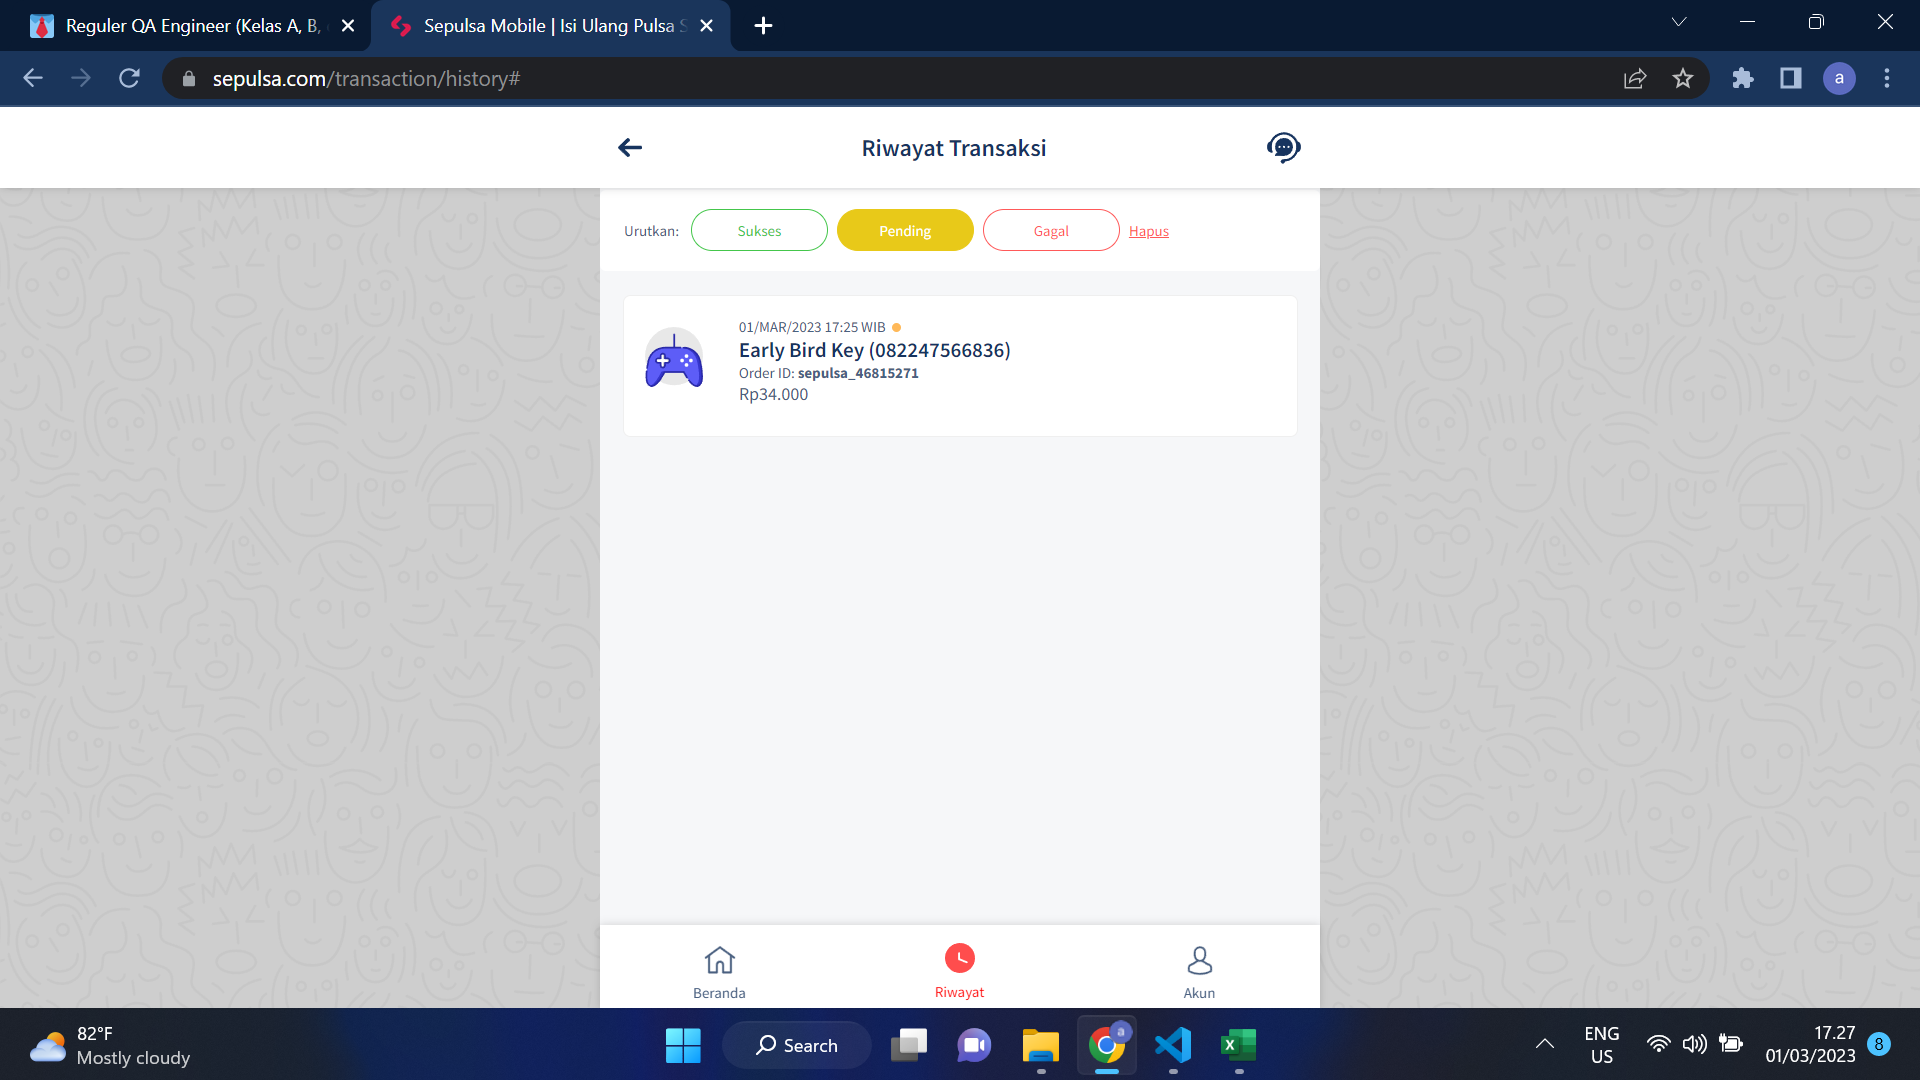 Reguler QA Engineer (Kelas A, B,
Sepulsa Mobile | Isi Ulang Pulsa S
sepulsa.com/transaction/history#
a
Riwayat Transaksi
Urutkan:
Sukses
Pending
Gagal
Hapus
01/MAR/2023 17:25 WIB
Early Bird Key (082247566836)
Order ID: sepulsa_46815271
Rp34.000
Beranda
Riwayat
Akun
82°F
Mostly cloudy
Search
a
ENG
US
17.27
01/03/2023
8